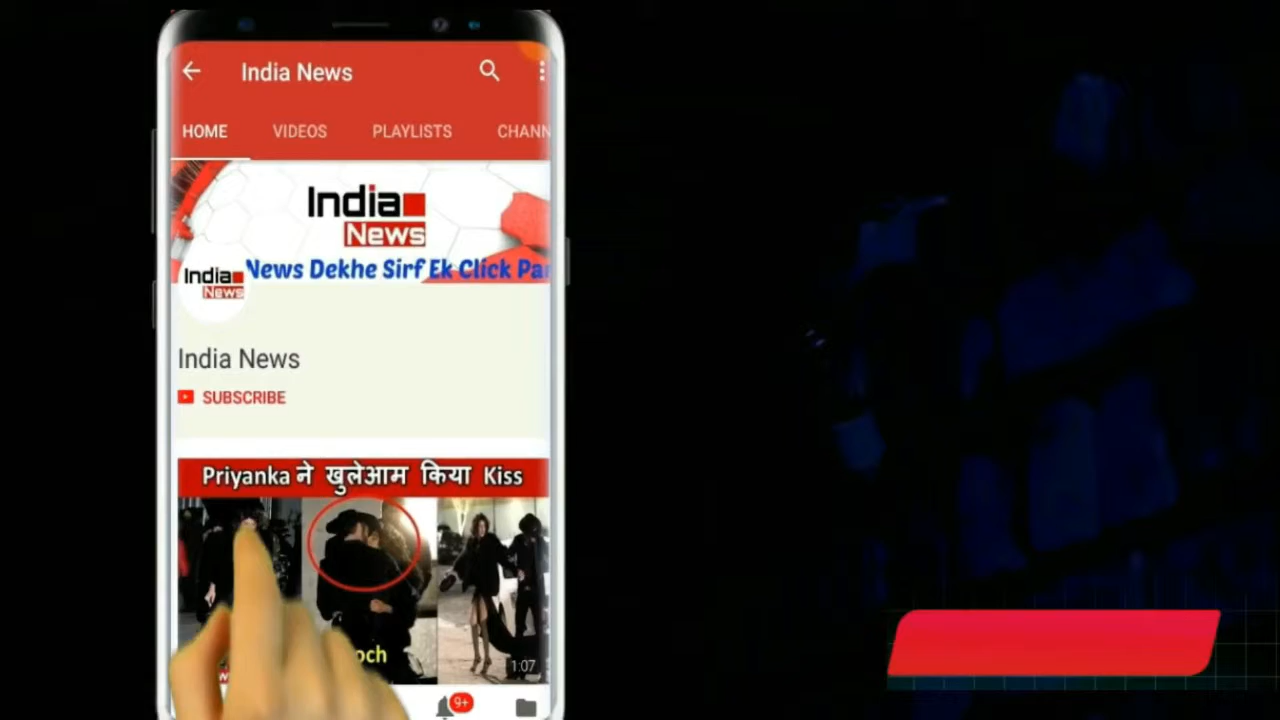 India News
HOME VIDEOS PLAYLISTS CHANN
India
News
News Dekhe Sirf Ek Click Par
India
News
India News
SUBSCRIBE
Priyanka ने खुलेआम किया Kiss
och
1:07
9+